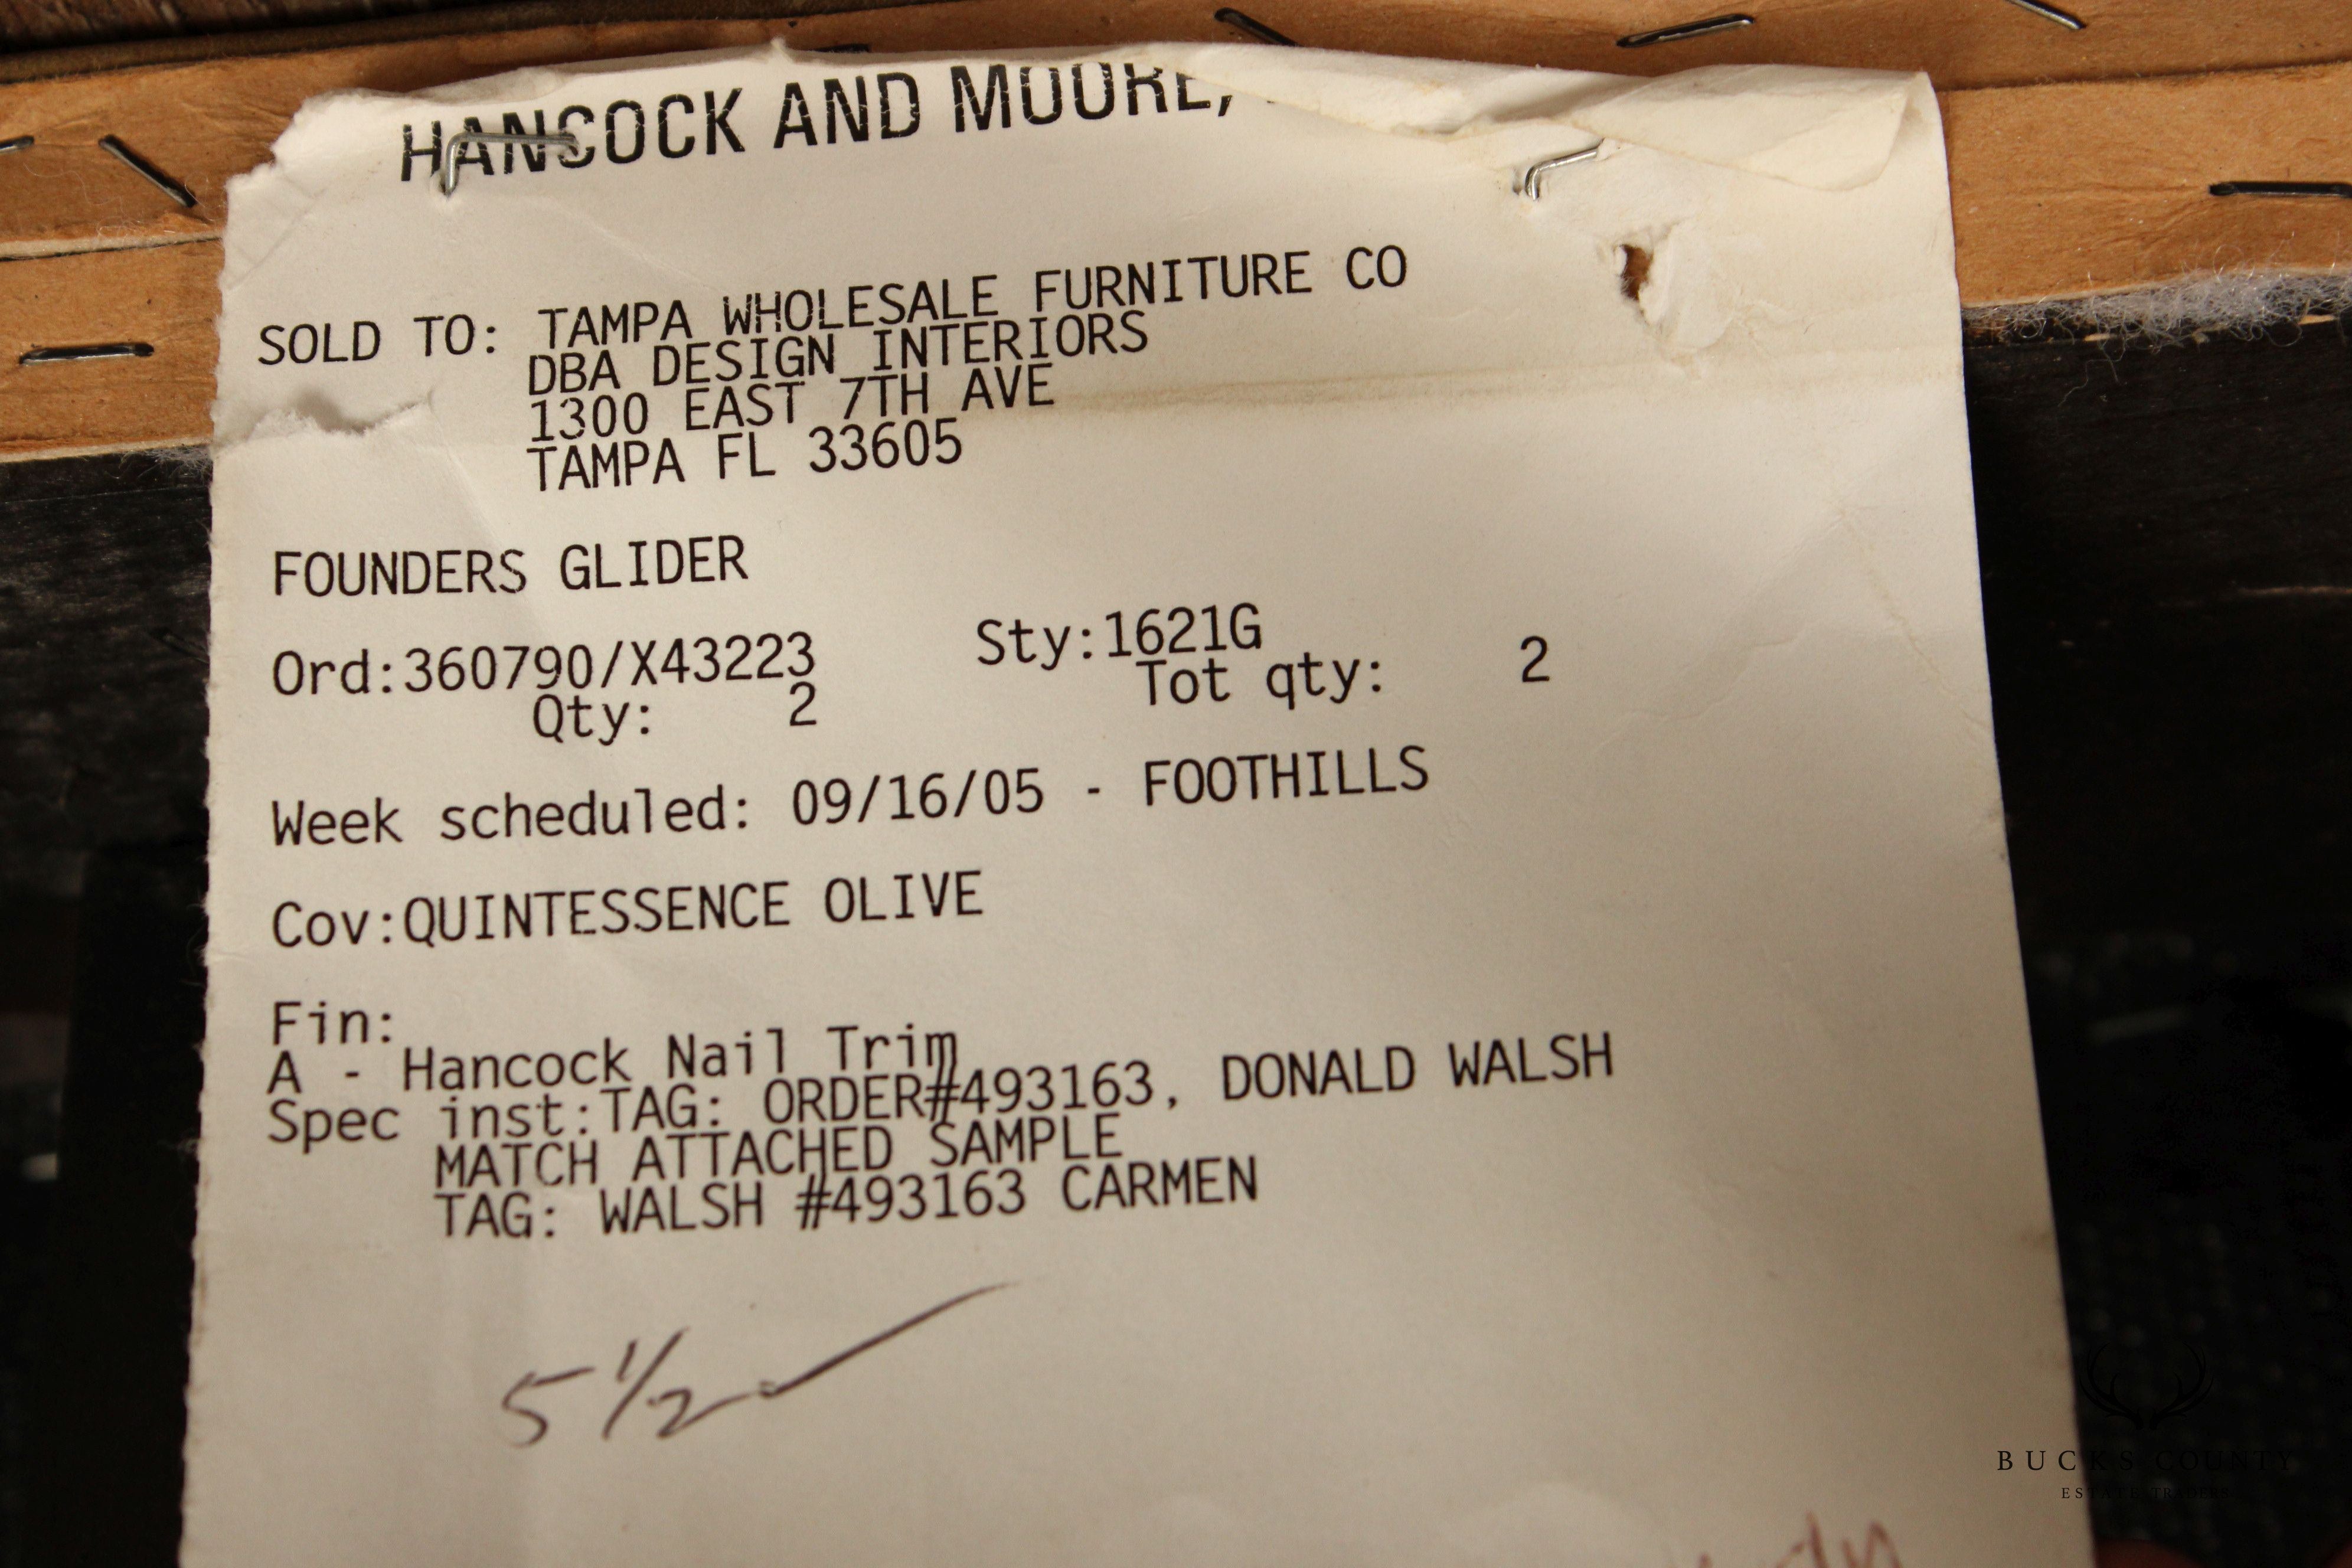 HANCOCK AND MOORE,
SOLD TO: TAMPA WHOLESALE FURNITURE CO
DBA DESIGN INTERIORS
1300 EAST 7TH AVE
TAMPA FL 33605
FOUNDERS GLIDER
Ord:360790/X43223 Sty:1621G
Qty: 2 Tot qty: 2
Week scheduled: 09/16/05 - FOOTHILLS
Cov:QUINTESSENCE OLIVE
Fin:
A - Hancock Nail Trim
Spec inst:TAG: ORDER#493163, DONALD WALSH
MATCH ATTACHED SAMPLE
TAG: WALSH #493163 CARMEN
5 1/2
BUCKS COUNTY
ESTATE TRADERS